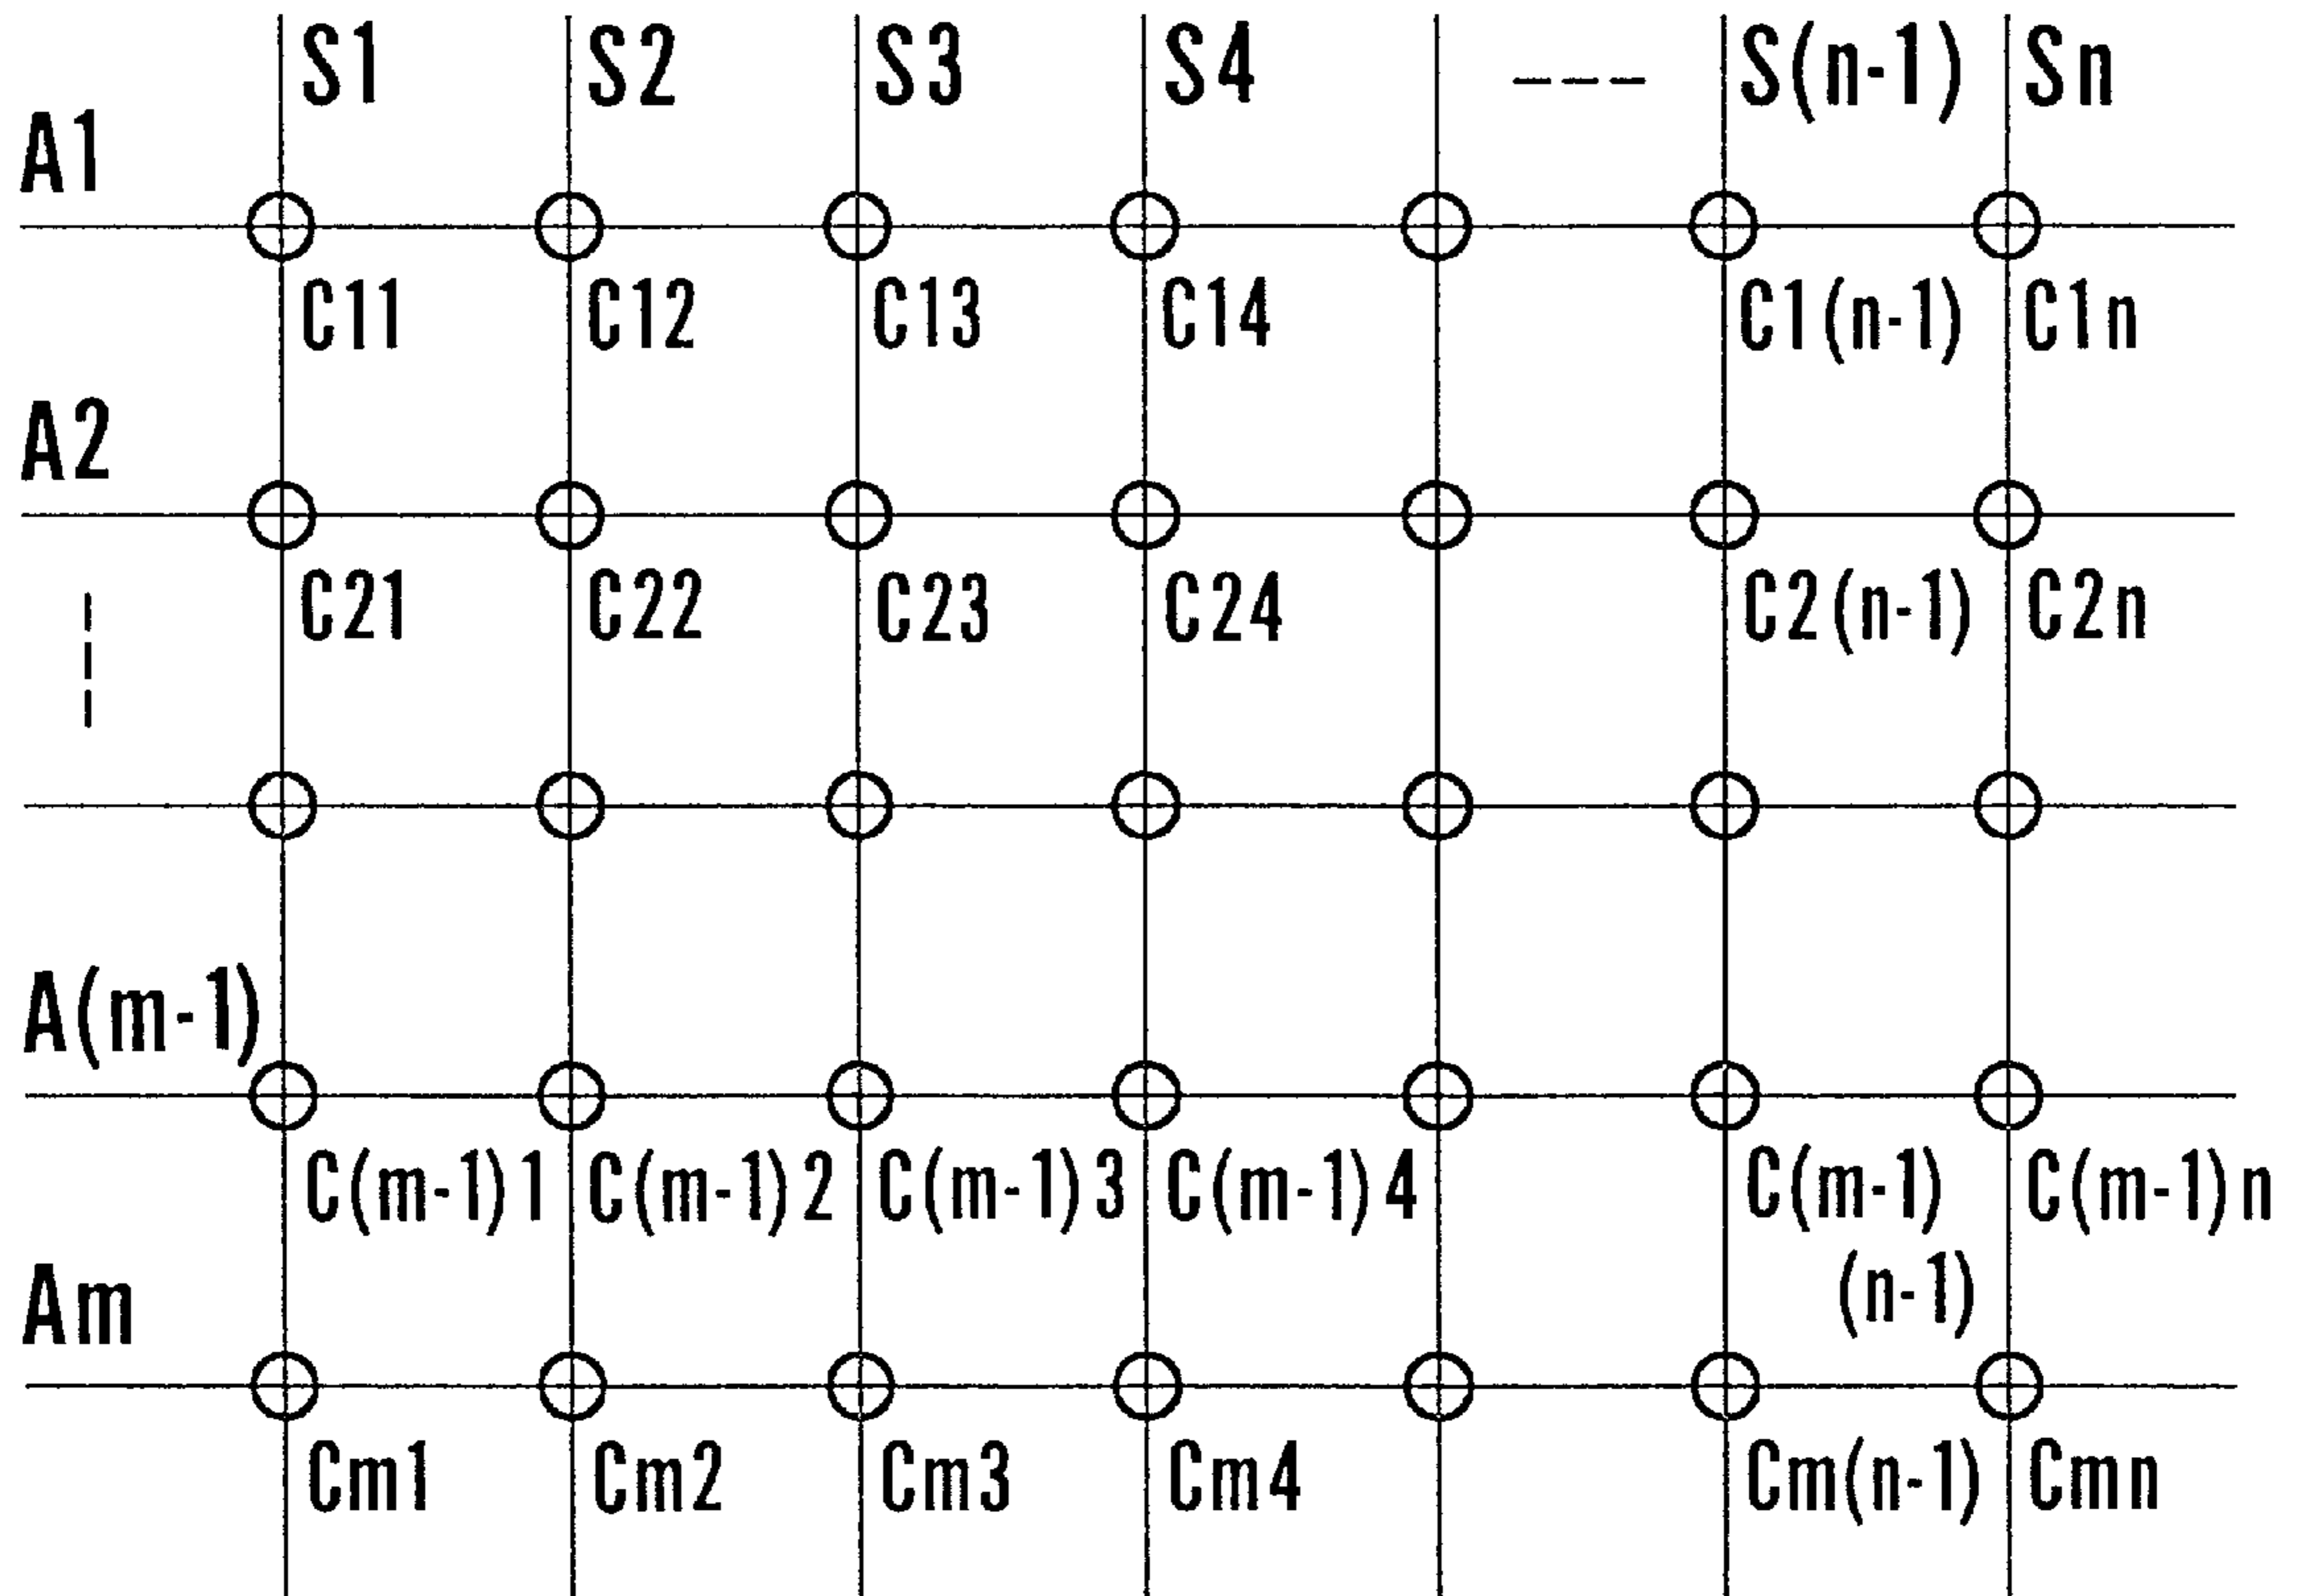 S1 S2 S3 S4 --- S(n-1) Sn
A1
C11 C12 C13 C14 C1(n-1) C1n
A2
C21 C22 C23 C24 C2(n-1) C2n
A(m-1)
C(m-1)1 C(m-1)2 C(m-1)3 C(m-1)4 C(m-1) C(m-1)n
(n-1)
Am
Cm1 Cm2 Cm3 Cm4 Cm(n-1) Cmn